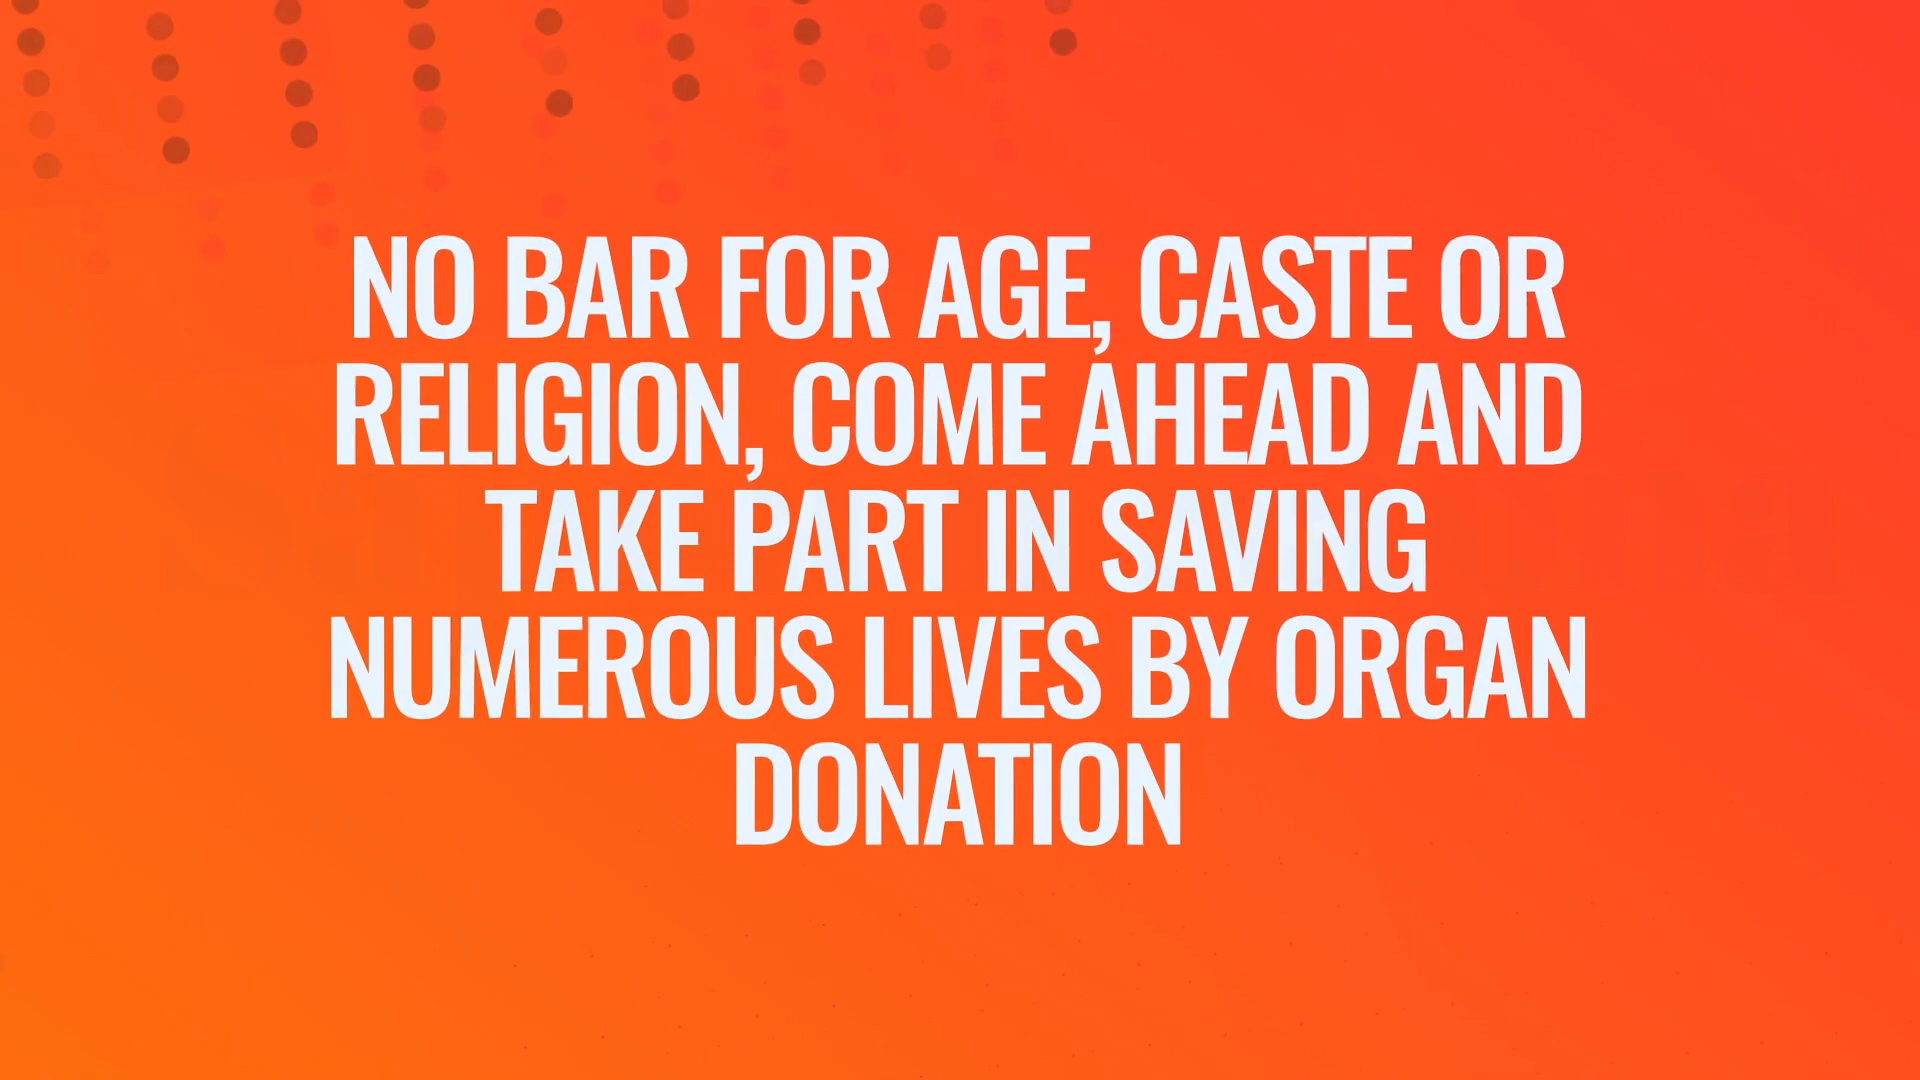 NO BAR FOR AGE, CASTE OR
RELIGION, COME AHEAD AND
TAKE PART IN SAVING
NUMEROUS LIVES BY ORGAN
DONATION